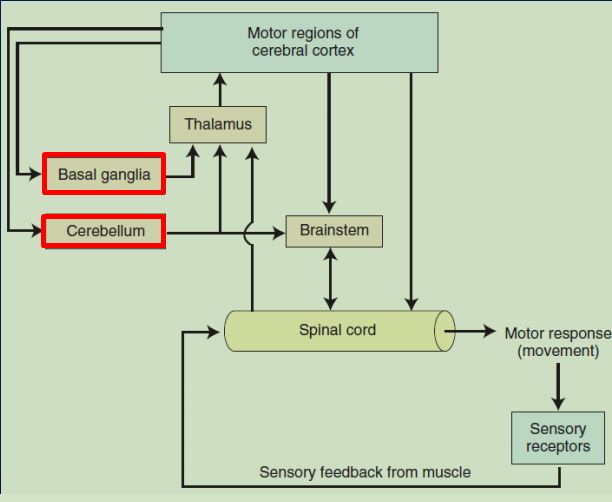 Motor regions of
cerebral cortex
Thalamus
Basal ganglia
Cerebellum
Brainstem
Spinal cord
Motor response
(movement)
Sensory
receptors
Sensory feedback from muscle